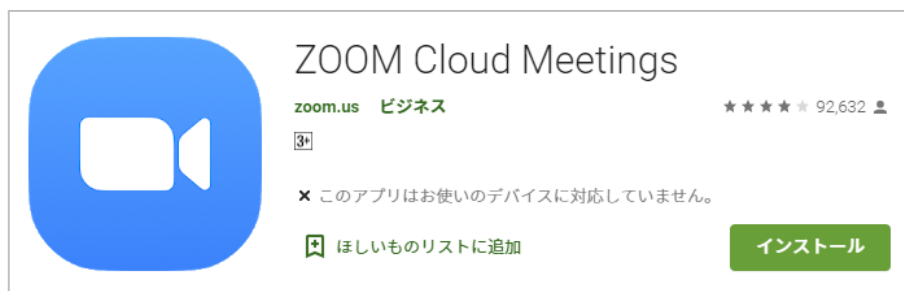 ZOOM Cloud Meetings
zoom.us ビジネス 92,632
3+
このアプリはお使いのデバイスに対応していません。
ほしいものリストに追加 インストール